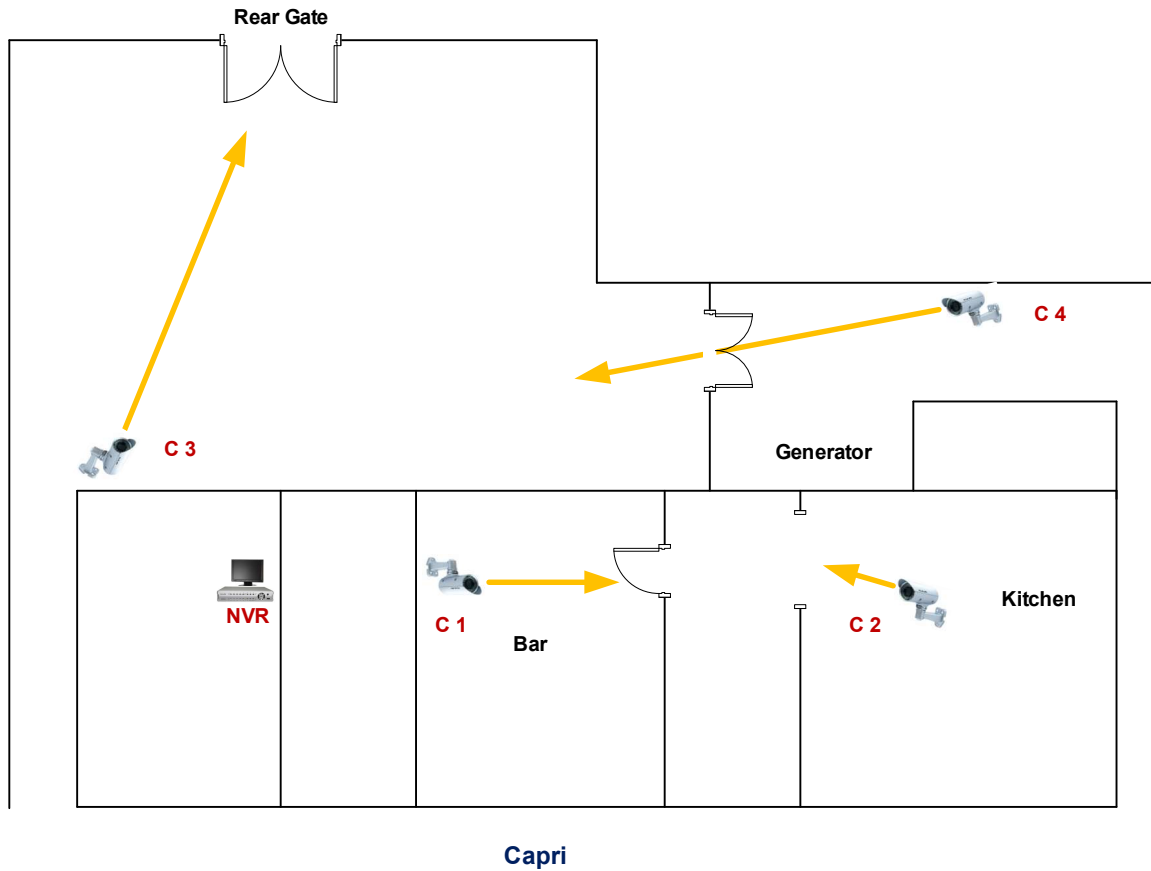 Rear Gate
C 4
C 3
Generator
NVR
C 1
Bar
C 2
Kitchen
Capri